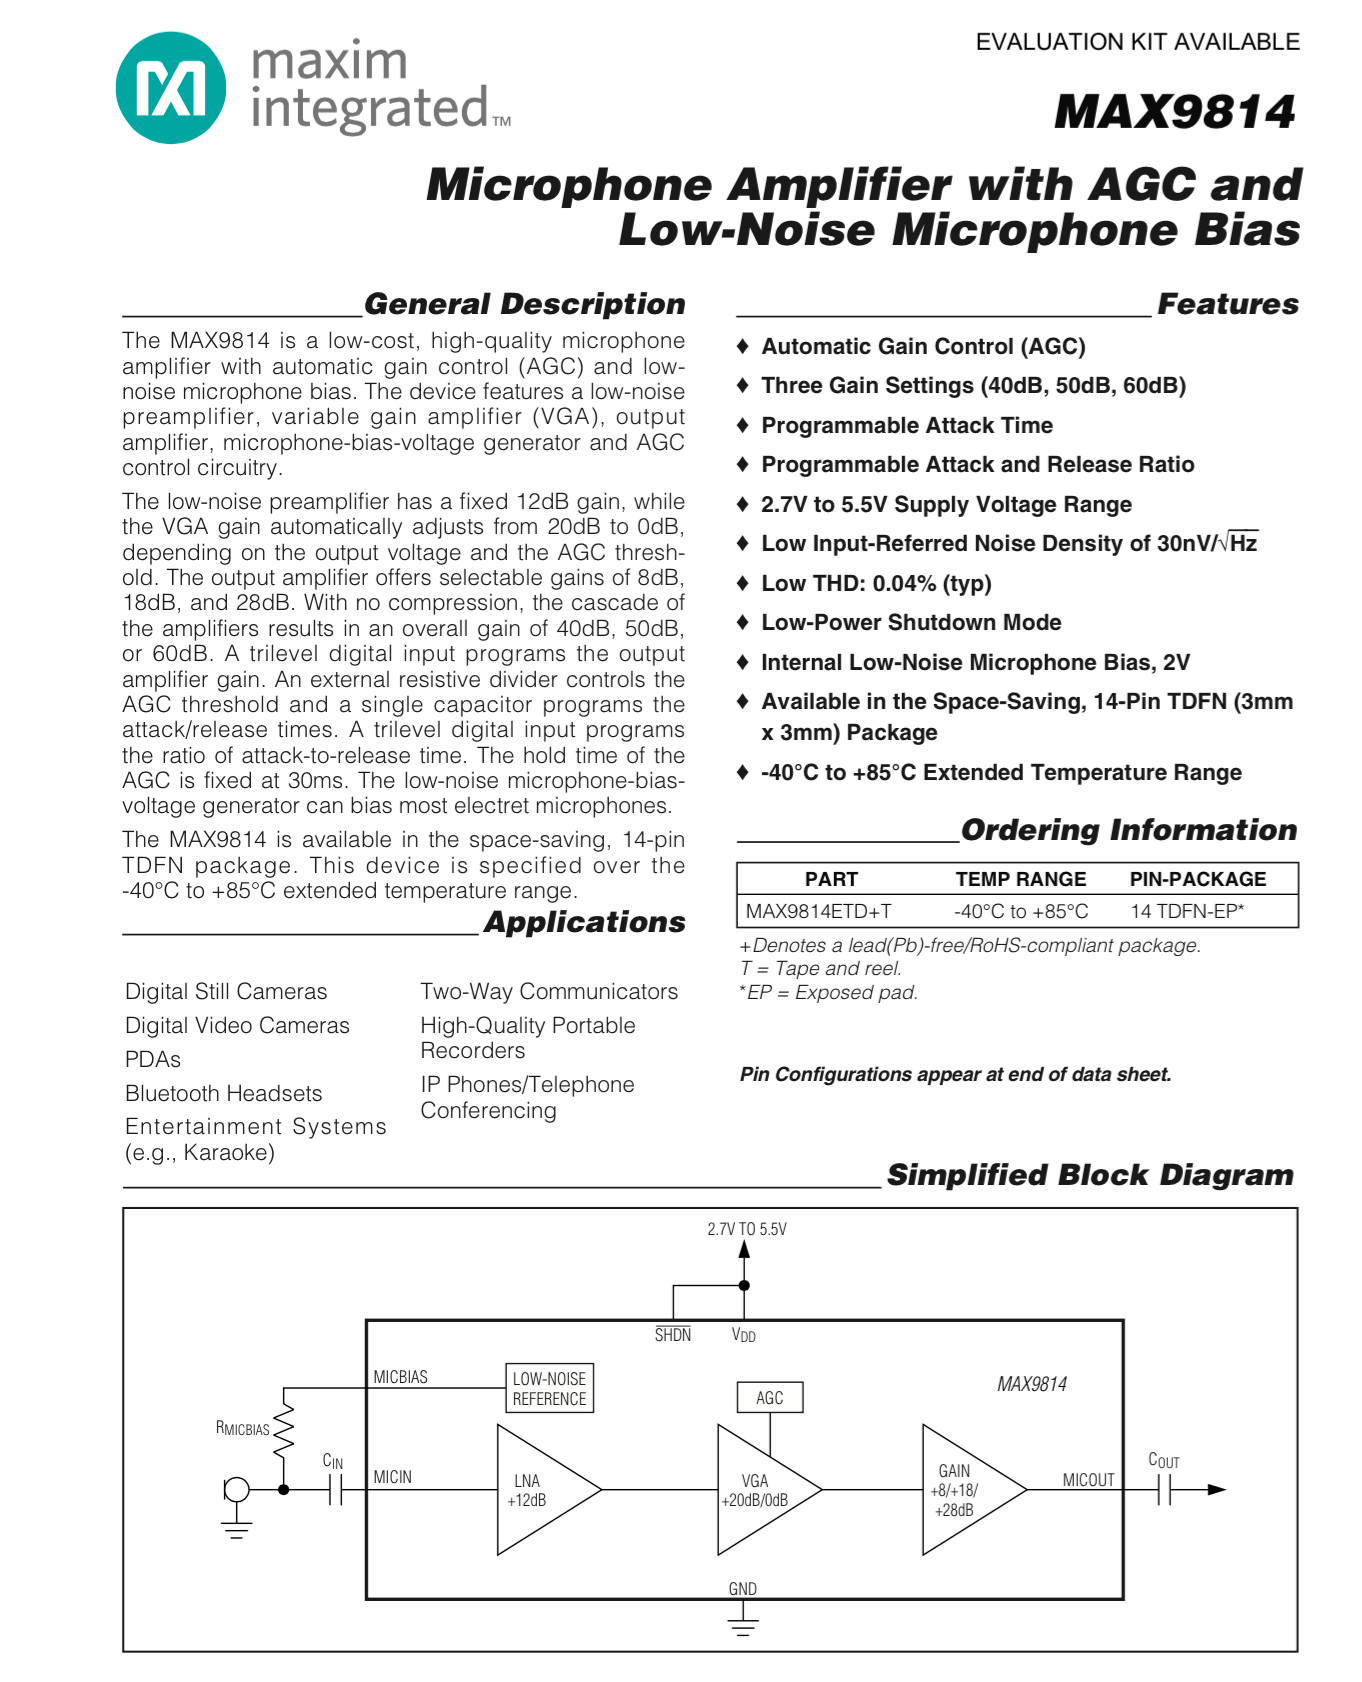 maxim
integrated™
EVALUATION KIT AVAILABLE
MAX9814
Microphone Amplifier with AGC and
Low-Noise Microphone Bias
General Description
The MAX9814 is a low-cost, high-quality microphone
amplifier with automatic gain control (AGC) and low-
noise microphone bias. The device features a low-noise
preamplifier, variable gain amplifier (VGA), output
amplifier, microphone-bias-voltage generator and AGC
control circuitry.
The low-noise preamplifier has a fixed 12dB gain, while
the VGA gain automatically adjusts from 20dB to 0dB,
depending on the output voltage and the AGC thresh-
old. The output amplifier offers selectable gains of 8dB,
18dB, and 28dB. With no compression, the cascade of
the amplifiers results in an overall gain of 40dB, 50dB,
or 60dB. A trilevel digital input programs the output
amplifier gain. An external resistive divider controls the
AGC threshold and a single capacitor programs the
attack/release times. A trilevel digital input programs
the ratio of attack-to-release time. The hold time of the
AGC is fixed at 30ms. The low-noise microphone-bias-
voltage generator can bias most electret microphones.
The MAX9814 is available in the space-saving, 14-pin
TDFN package. This device is specified over the
-40°C to +85°C extended temperature range.
Applications
Digital Still Cameras
Digital Video Cameras
PDAs
Bluetooth Headsets
Entertainment Systems
(e.g., Karaoke)
Two-Way Communicators
High-Quality Portable
Recorders
IP Phones/Telephone
Conferencing
Features
♦ Automatic Gain Control (AGC)
♦ Three Gain Settings (40dB, 50dB, 60dB)
♦ Programmable Attack Time
♦ Programmable Attack and Release Ratio
♦ 2.7V to 5.5V Supply Voltage Range
♦ Low Input-Referred Noise Density of 30nV/√Hz
♦ Low THD: 0.04% (typ)
♦ Low-Power Shutdown Mode
♦ Internal Low-Noise Microphone Bias, 2V
♦ Available in the Space-Saving, 14-Pin TDFN (3mm
x 3mm) Package
♦ -40°C to +85°C Extended Temperature Range
Ordering Information
PART TEMP RANGE PIN-PACKAGE
MAX9814ETD+T -40°C to +85°C 14 TDFN-EP*
+Denotes a lead(Pb)-free/RoHS-compliant package.
T = Tape and reel.
*EP = Exposed pad.
Pin Configurations appear at end of data sheet.
Simplified Block Diagram
2.7V TO 5.5V
SHDN VDD
MICBIAS
LOW-NOISE
REFERENCE
AGC
MAX9814
RMICBIAS
CIN
MICIN
LNA
+12dB
VGA
+20dB/0dB
GAIN
+8/+18/
+28dB
MICOUT
COUT
GND